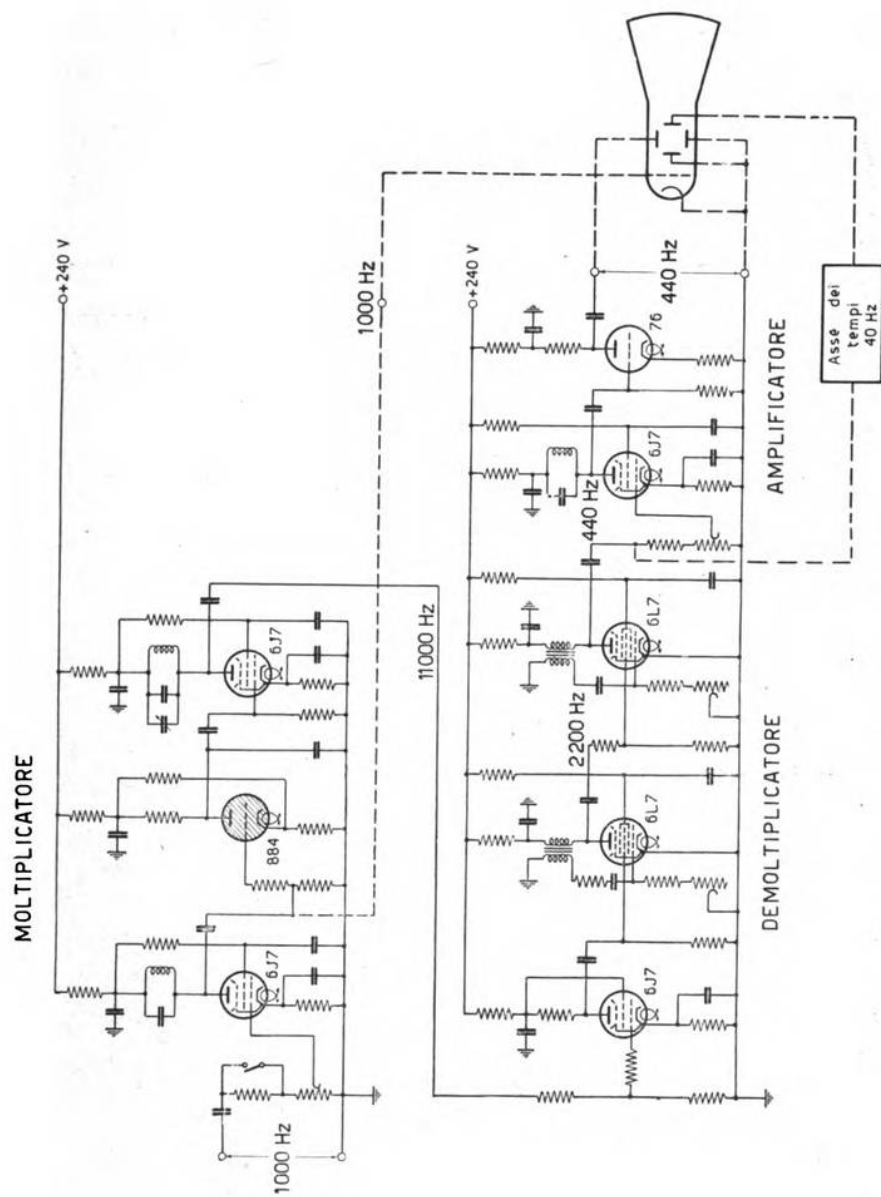 MOLTIPLICATORE
+240 V
6J7
884
6J7
1000 Hz
1000 Hz
11000 Hz
+240 V
440 Hz
76
6J7
440 Hz
6L7
2200 Hz
6L7
6J7
DEMOLTIPLICATORE
AMPLIFICATORE
Asse dei
tempi
40 Hz